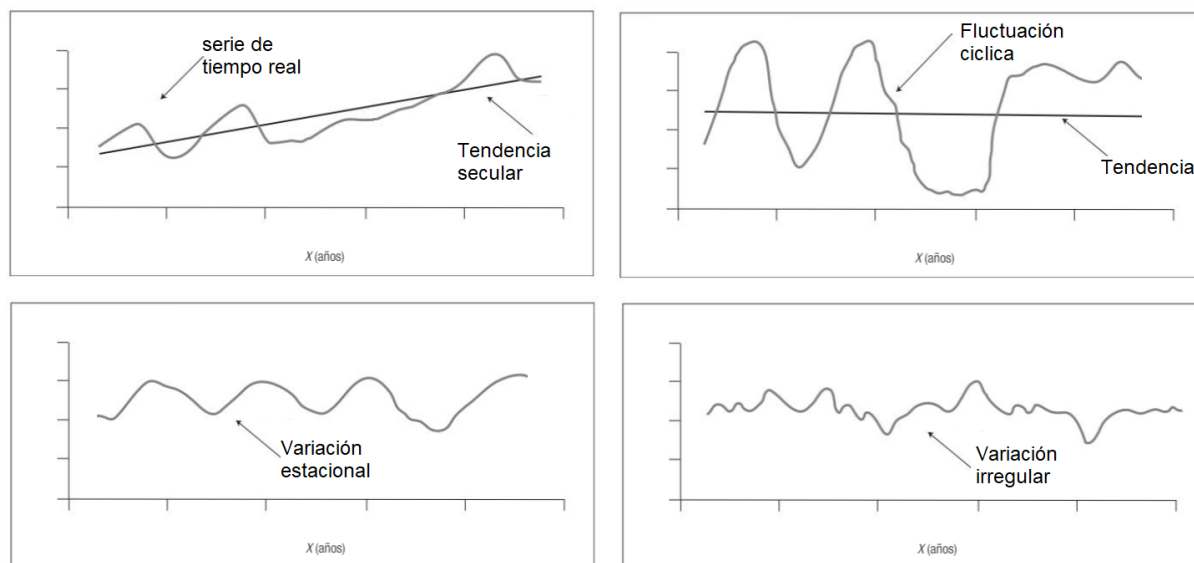 serie de
tiempo real
Tendencia
secular
X (años)
Fluctuación
ciclica
Tendencia
X (años)
Variación
estacional
X (años)
Variación
irregular
X (años)